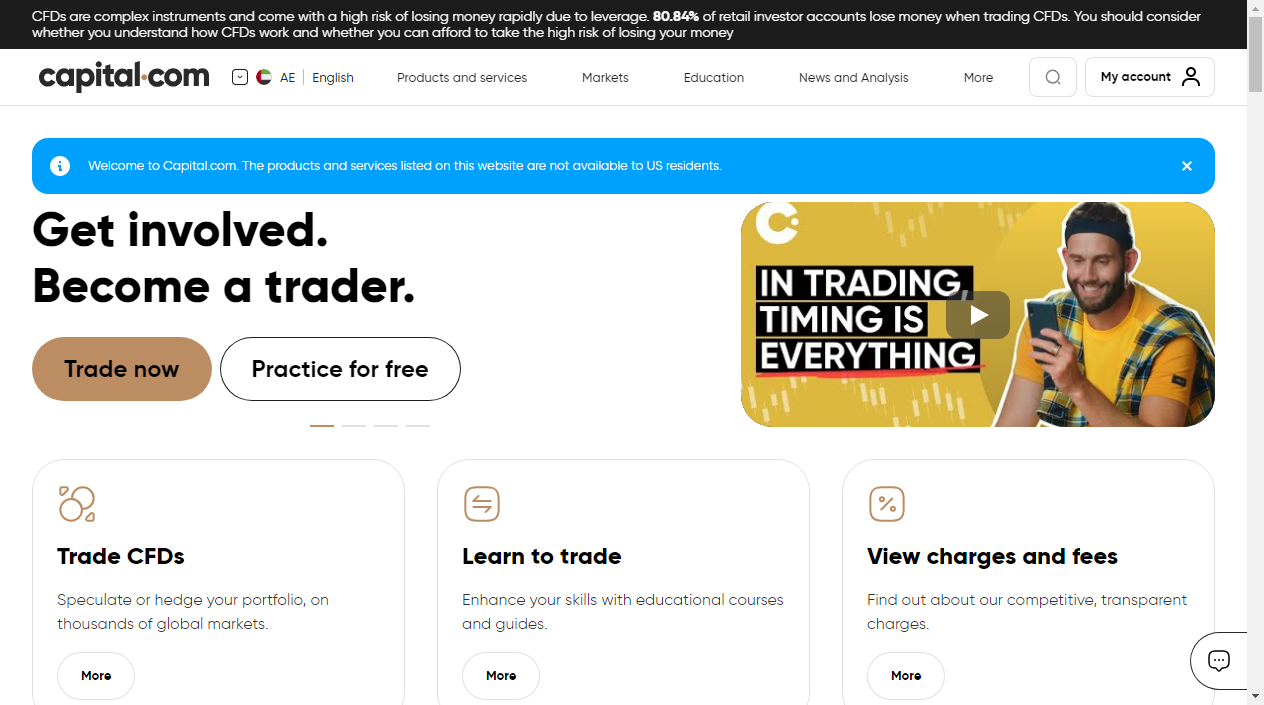 CFDs are complex instruments and come with a high risk of losing money rapidly due to leverage. 80.84% of retail investor accounts lose money when trading CFDs. You should consider
whether you understand how CFDs work and whether you can afford to take the high risk of losing your money
capital.com
AE
English
Products and services
Markets
Education
News and Analysis
More
My account
Welcome to Capital.com. The products and services listed on this website are not available to US residents.
Get involved.
Become a trader.
Trade now
Practice for free
IN TRADING,
TIMING IS
EVERYTHING
Trade CFDs
Speculate or hedge your portfolio, on
thousands of global markets.
More
Learn to trade
Enhance your skills with educational courses
and guides.
More
View charges and fees
Find out about our competitive, transparent
charges.
More